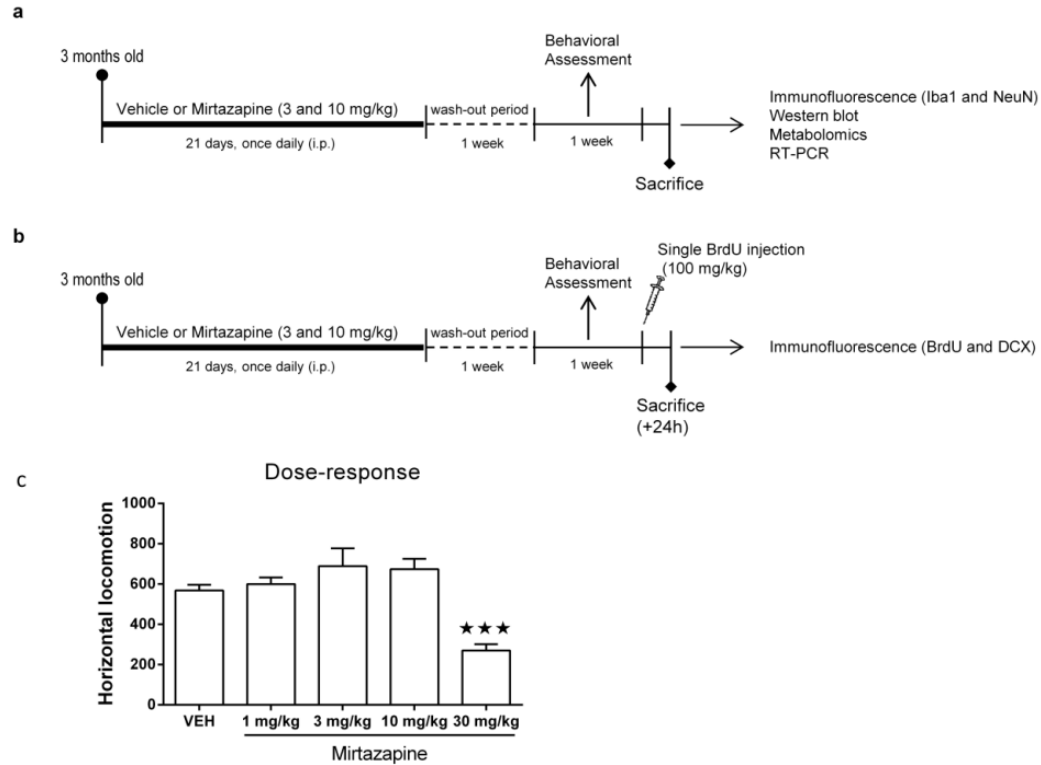 a
3 months old
Vehicle or Mirtazapine (3 and 10 mg/kg)
21 days, once daily (i.p.)
wash-out period
1 week
Behavioral
Assessment
1 week
Sacrifice
Immunofluorescence (Iba1 and NeuN)
Western blot
Metabolomics
RT-PCR
b
3 months old
Vehicle or Mirtazapine (3 and 10 mg/kg)
21 days, once daily (i.p.)
wash-out period
1 week
Behavioral
Assessment
1 week
Single BrdU injection
(100 mg/kg)
Sacrifice
(+24h)
Immunofluorescence (BrdU and DCX)
c
Dose-response
Horizontal locomotion
1000
800
600
400
200
0
★★★
VEH
1 mg/kg
3 mg/kg
10 mg/kg
30 mg/kg
Mirtazapine